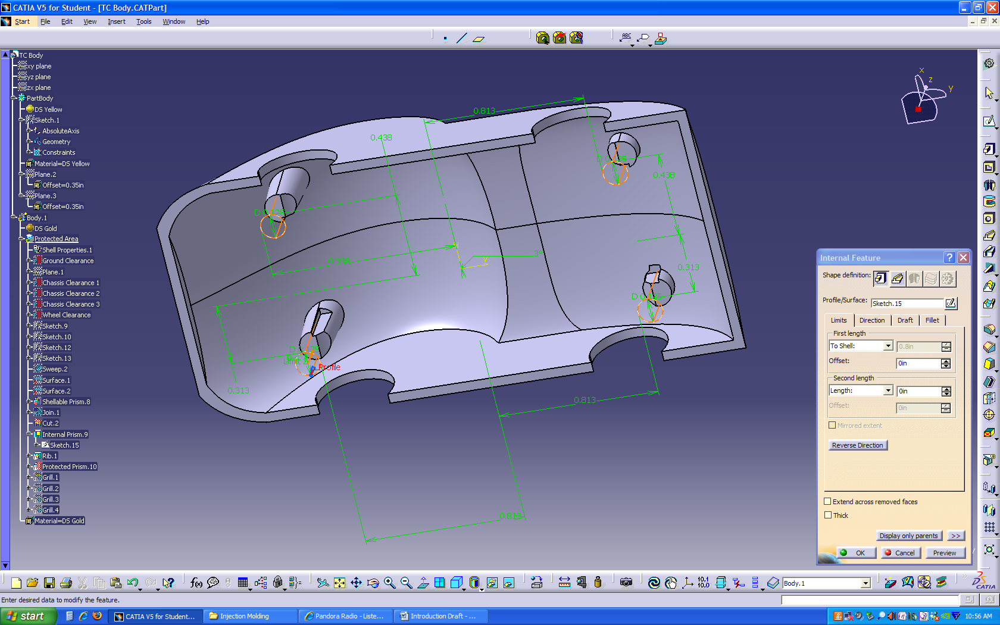 CATIA V5 for Student - [TC Body.CATPart]
Start File Edit View Insert Tools Window Help
ABC
TC Body
xy plane
yz plane
zx plane
PartBody
DS Yellow
Sketch.1
AbsoluteAxis
Geometry
Constraints
Material=DS Yellow
Plane.2
Offset=0.35in
Plane.3
Offset=0.35in
Body.1
DS Gold
Protected Area
Shell Properties.1
Ground Clearance
Plane.1
Chassis Clearance 1
Chassis Clearance 2
Chassis Clearance 3
Wheel Clearance
Sketch.9
Sketch.10
Sketch.12
Sketch.13
Sweep.2
Surface.1
Surface.2
Shellable Prism.8
Join.1
Cut.2
Internal Prism.9
Sketch.15
Rib.1
Protected Prism.10
Grill.1
Grill.2
Grill.3
Grill.4
Material=DS Gold
x
z
y
0.813
0.438
0.438
0.313
Profile
0.313
0.813
0.813
Internal Feature
Shape definition:
Profile/Surface: Sketch.15
Limits Direction Draft Fillet
First length
To Shell: 0.8in
Offset: 0in
Second length
Length: 0in
Offset: 0in
Mirrored extent
Reverse Direction
Extend across removed faces
Thick
Display only parents >>
OK Cancel Preview
f(x)
10.1
10.0
Body.1
CATIA
Enter desired data to modify the feature.
start CATIA V5 for Student... Injection Molding Pandora Radio - Liste... Introduction Draft - ... 10:56 AM